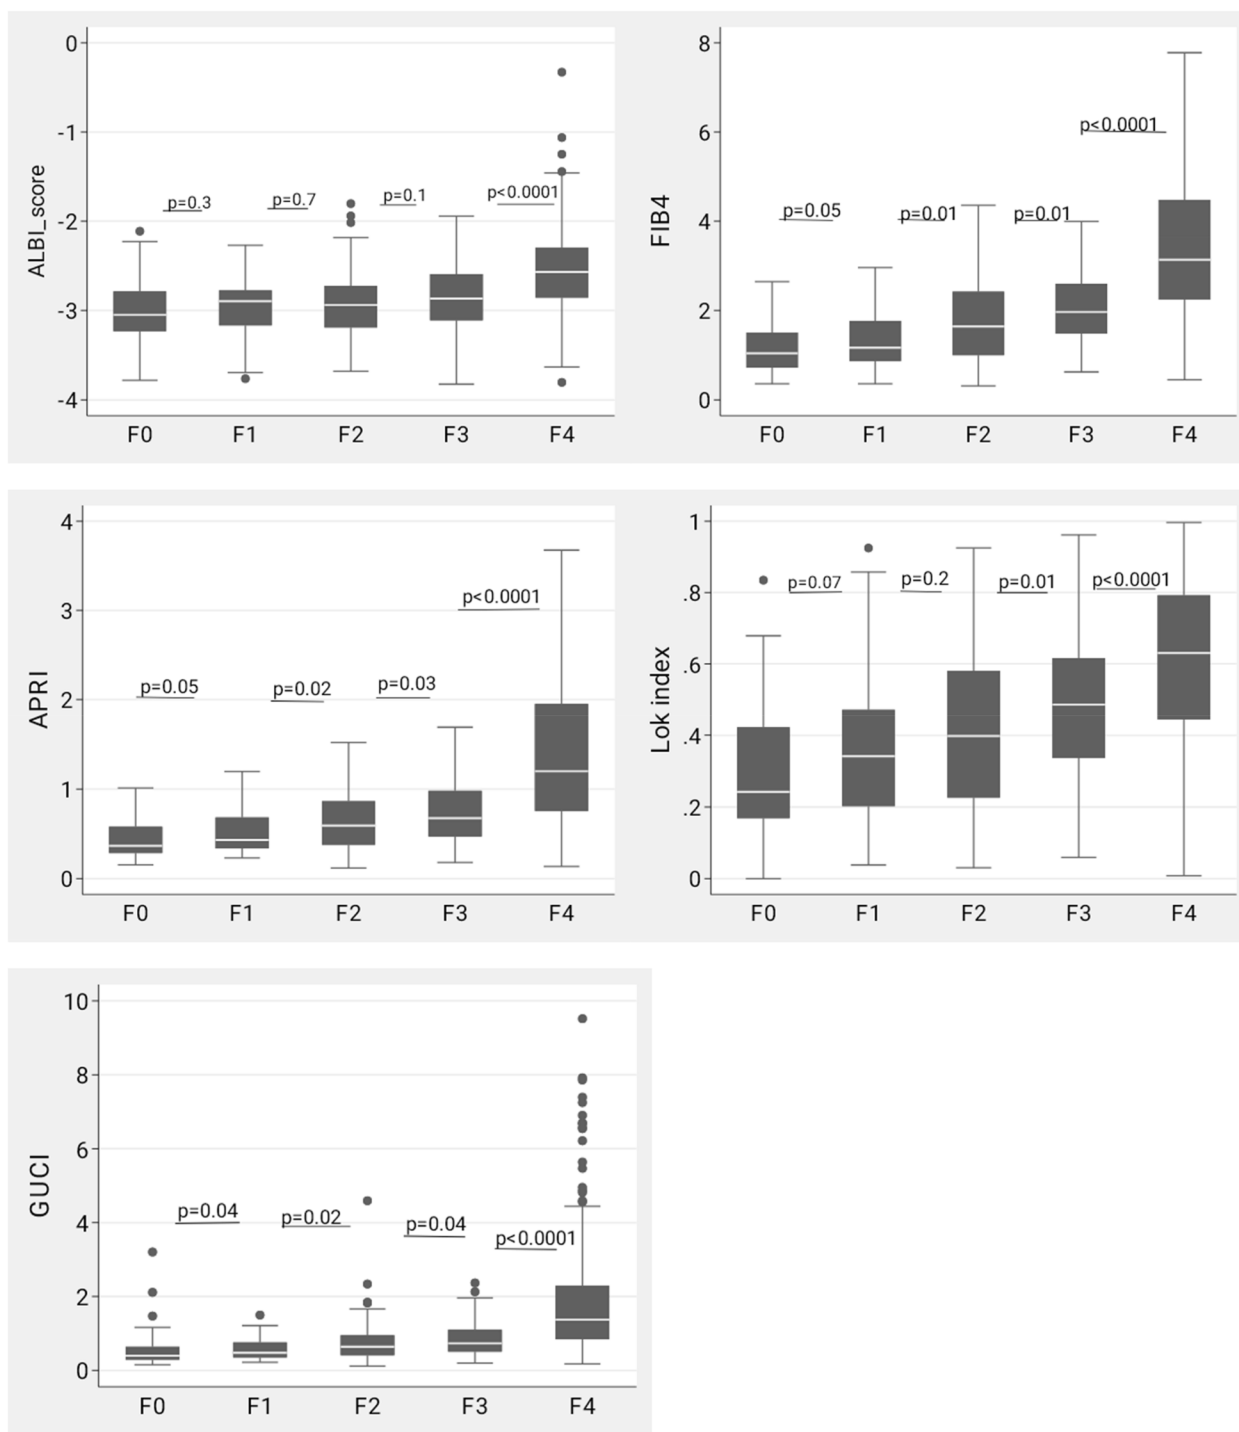 ALBI_score
0
-1
-2
-3
-4
p=0.3
p=0.7
p=0.1
p<0.0001
F0 F1 F2 F3 F4
FIB4
8
6
4
2
0
p=0.05
p=0.01
p=0.01
p<0.0001
F0 F1 F2 F3 F4
APRI
4
3
2
1
0
p=0.05
p=0.02
p=0.03
p<0.0001
F0 F1 F2 F3 F4
Lok index
1
.8
.6
.4
.2
0
p=0.07
p=0.2
p=0.01
p<0.0001
F0 F1 F2 F3 F4
GUCI
10
8
6
4
2
0
p=0.04
p=0.02
p=0.04
p<0.0001
F0 F1 F2 F3 F4